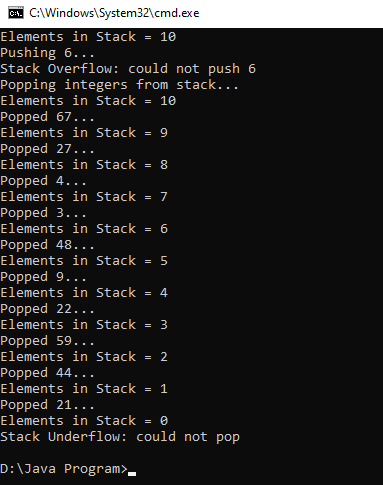 C:\Windows\System32\cmd.exe
Elements in Stack = 10
Pushing 6...
Stack Overflow: could not push 6
Popping integers from stack...
Elements in Stack = 10
Popped 67...
Elements in Stack = 9
Popped 27...
Elements in Stack = 8
Popped 4...
Elements in Stack = 7
Popped 3...
Elements in Stack = 6
Popped 48...
Elements in Stack = 5
Popped 9...
Elements in Stack = 4
Popped 22...
Elements in Stack = 3
Popped 59...
Elements in Stack = 2
Popped 44...
Elements in Stack = 1
Popped 21...
Elements in Stack = 0
Stack Underflow: could not pop
D:\Java Program>